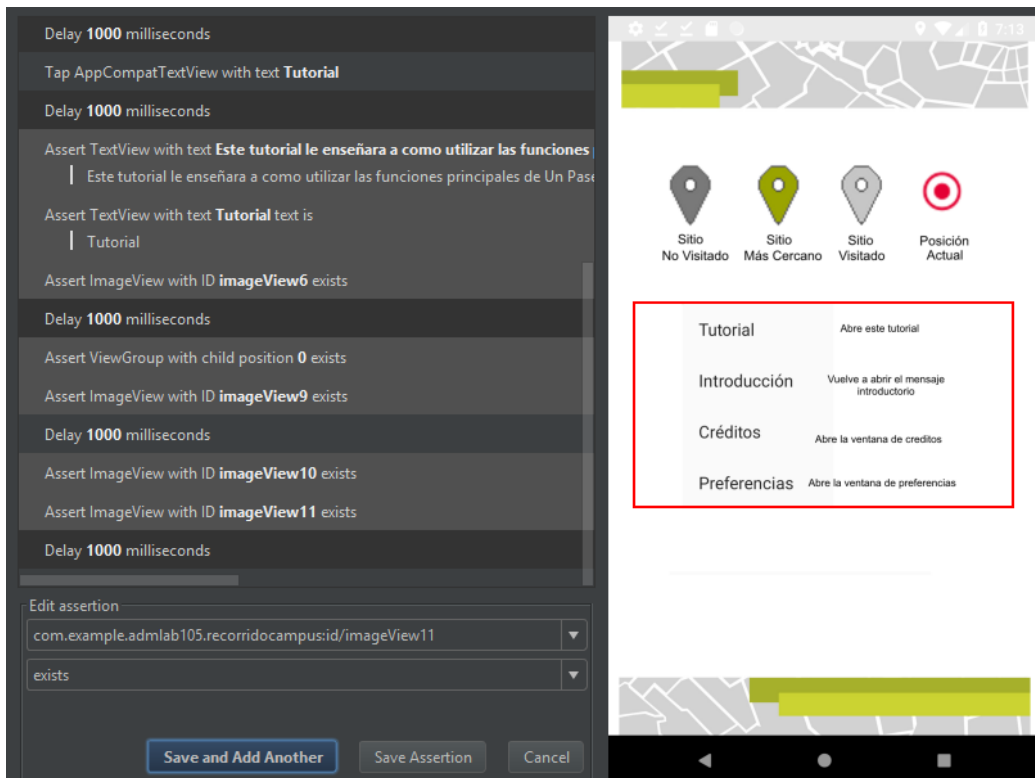 Delay 1000 milliseconds
Tap AppCompatTextView with text Tutorial
Delay 1000 milliseconds
Assert TextView with text Este tutorial le enseñara a como utilizar las funciones
Este tutorial le enseñara a como utilizar las funciones principales de Un Pase
Assert TextView with text Tutorial text is
Tutorial
Assert ImageView with ID imageView6 exists
Delay 1000 milliseconds
Assert ViewGroup with child position 0 exists
Assert ImageView with ID imageView9 exists
Delay 1000 milliseconds
Assert ImageView with ID imageView10 exists
Assert ImageView with ID imageView11 exists
Delay 1000 milliseconds
Edit assertion
com.example.admlab105.recorridocampus:id/imageView11
exists
Save and Add Another
Save Assertion
Cancel
7:13
Sitio
No Visitado
Sitio
Más Cercano
Sitio
Visitado
Posición
Actual
Tutorial
Abre este tutorial
Introducción
Vuelve a abrir el mensaje
introductorio
Créditos
Abre la ventana de creditos
Preferencias
Abre la ventana de preferencias